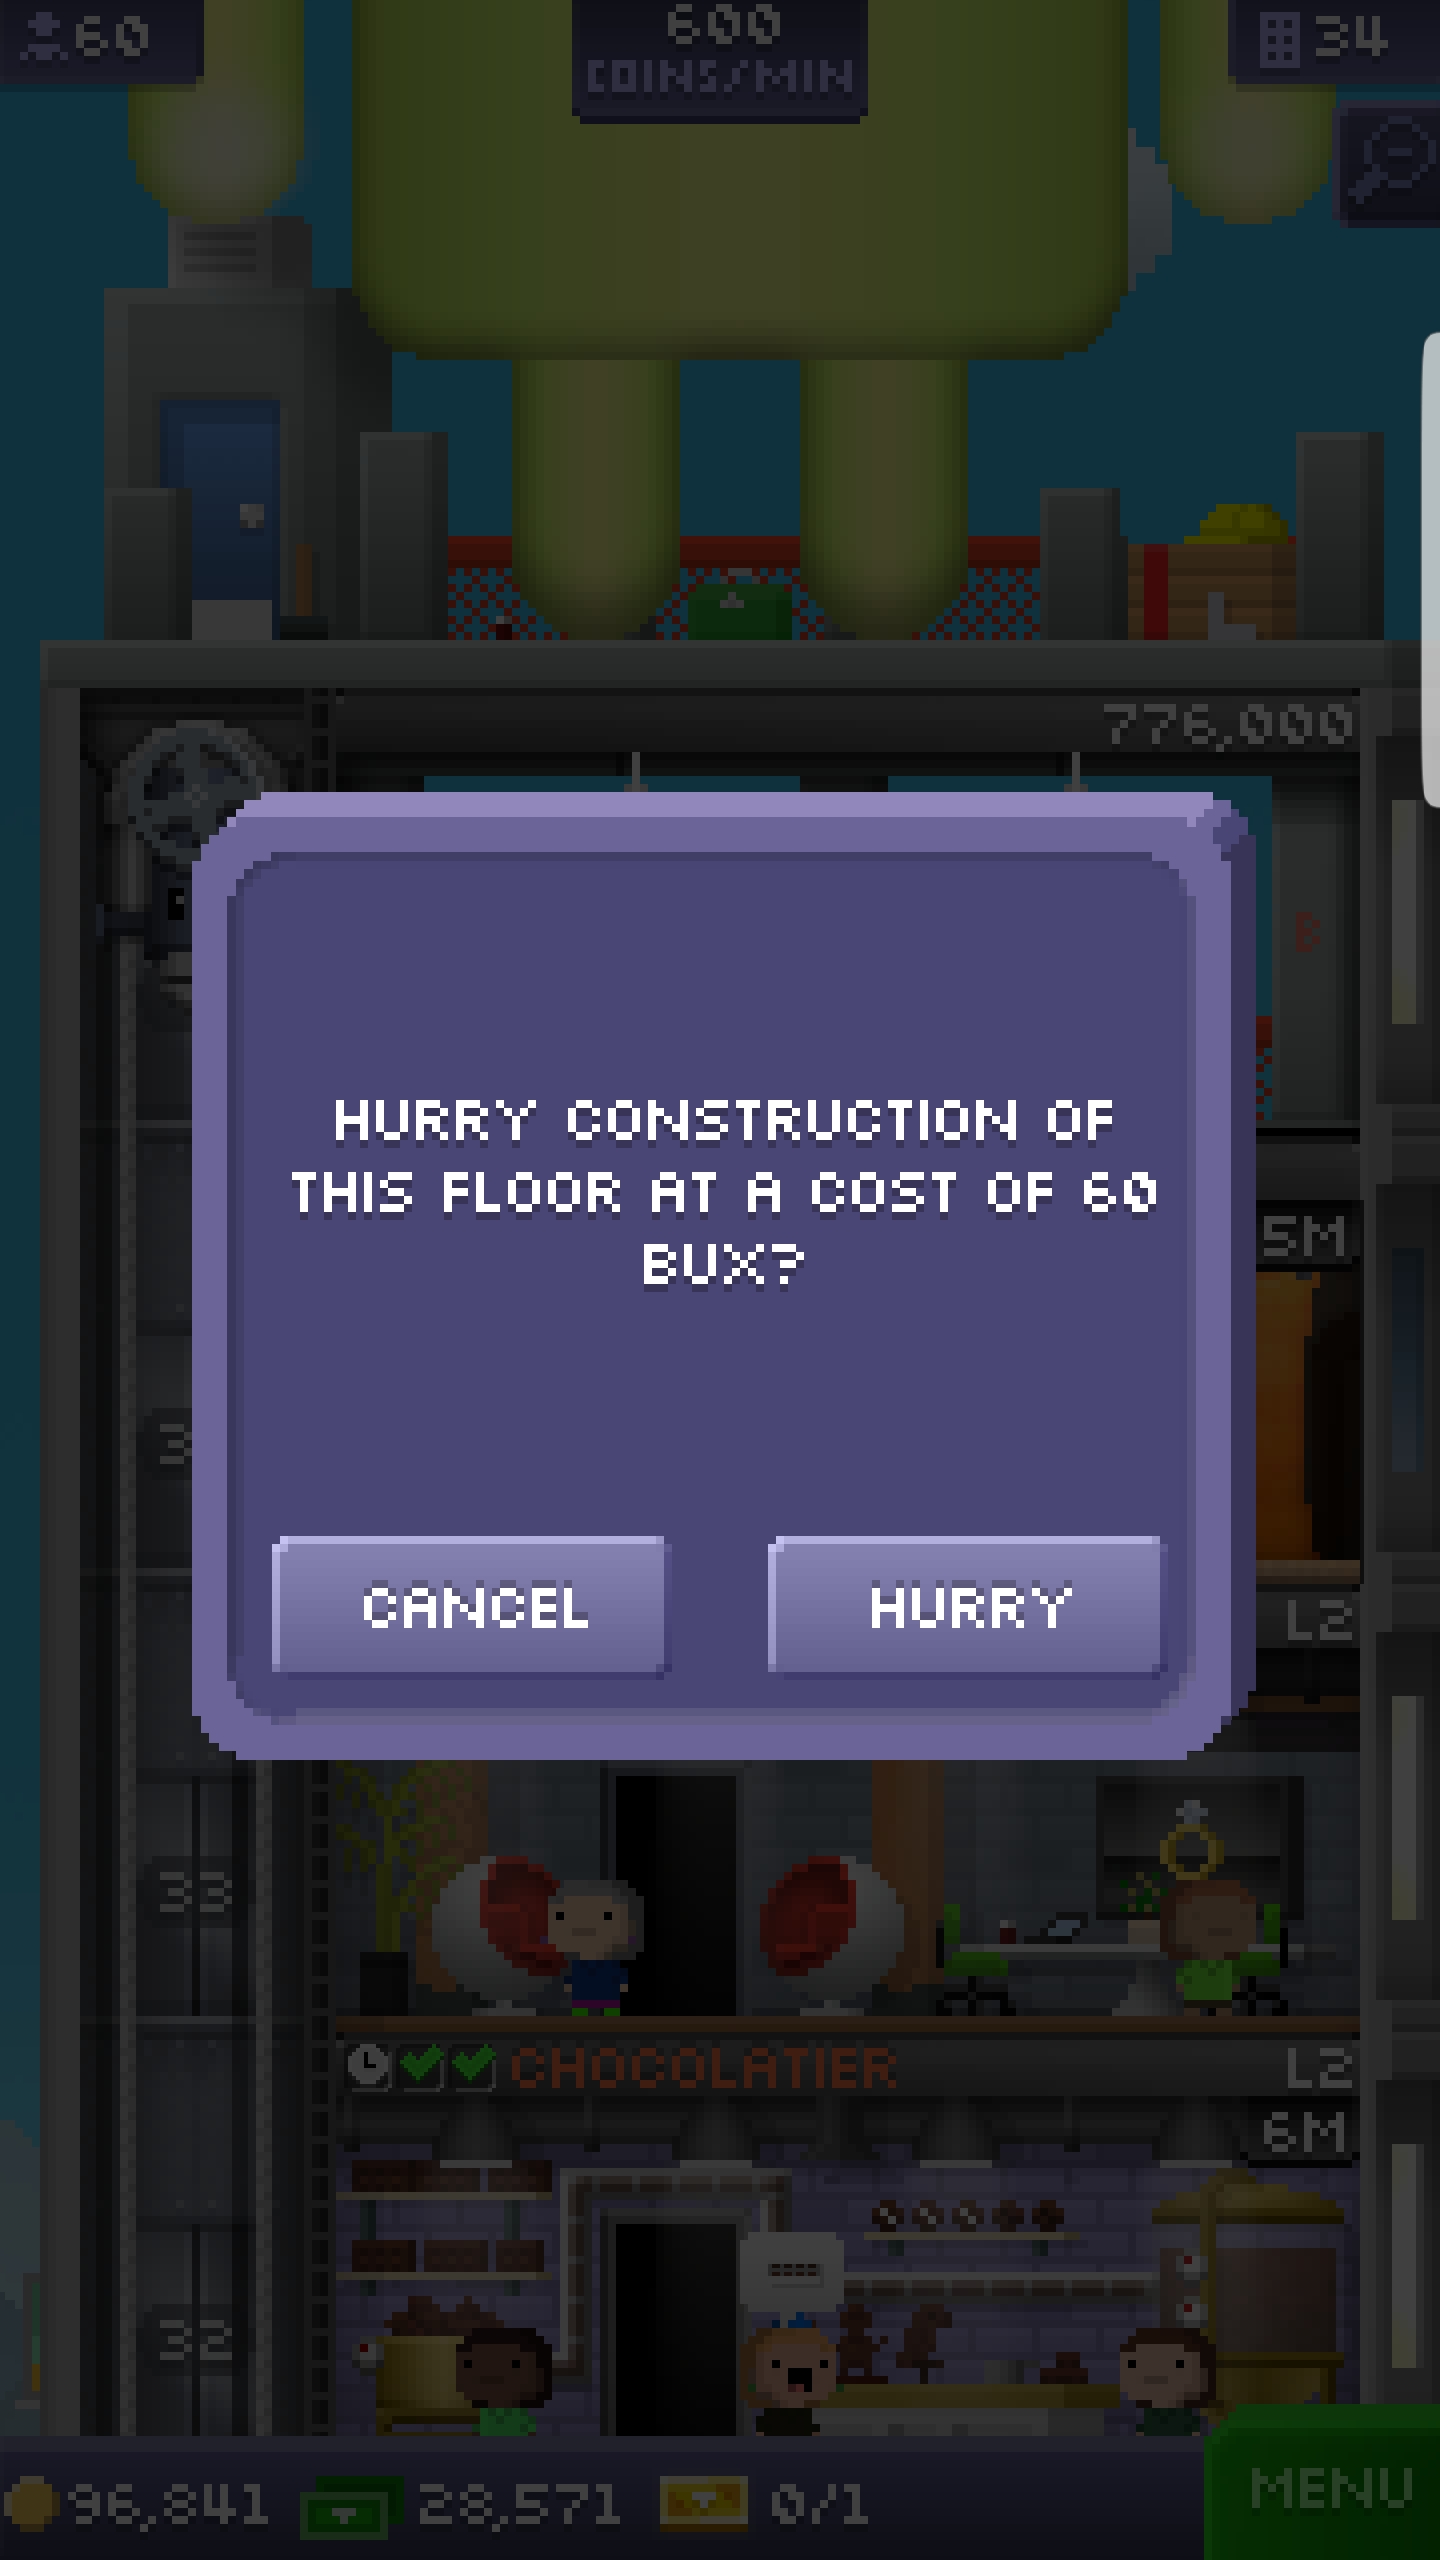 60
600
COINS/MIN
34
776,000
B
HURRY CONSTRUCTION OF
THIS FLOOR AT A COST OF 60
BUX?
5M
CANCEL
HURRY
L2
33
CHOCOLATIER
L2
6M
32
96,841
28,571
0/1
MENU